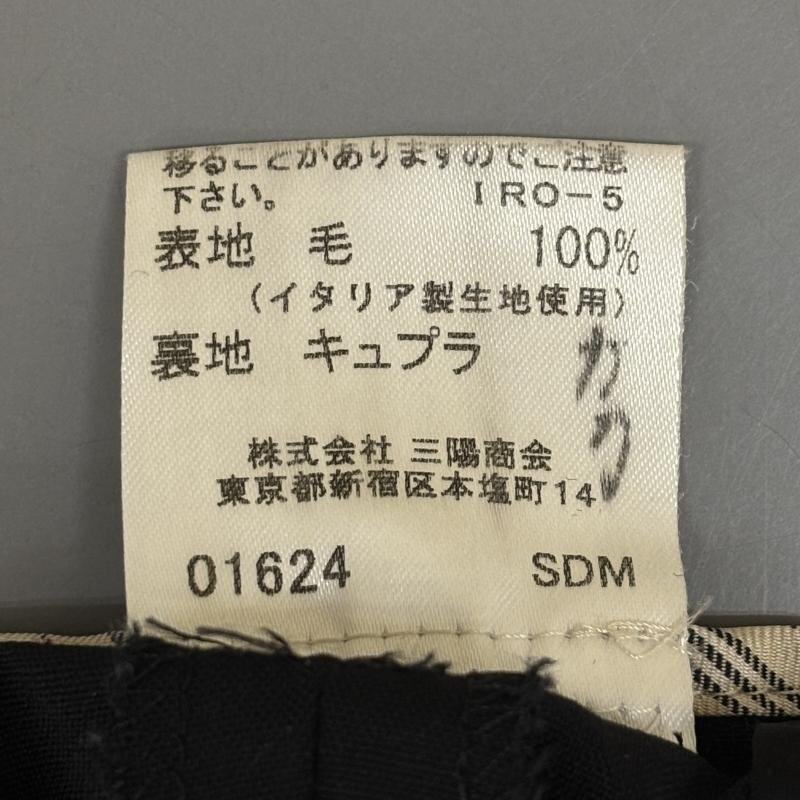 移ることがありますのでご注意
下さい。 IRO-5
表地 毛 100%
(イタリア製生地使用)
裏地 キュプラ
株式会社 三陽商会
東京都新宿区本塩町14
01624 SDM